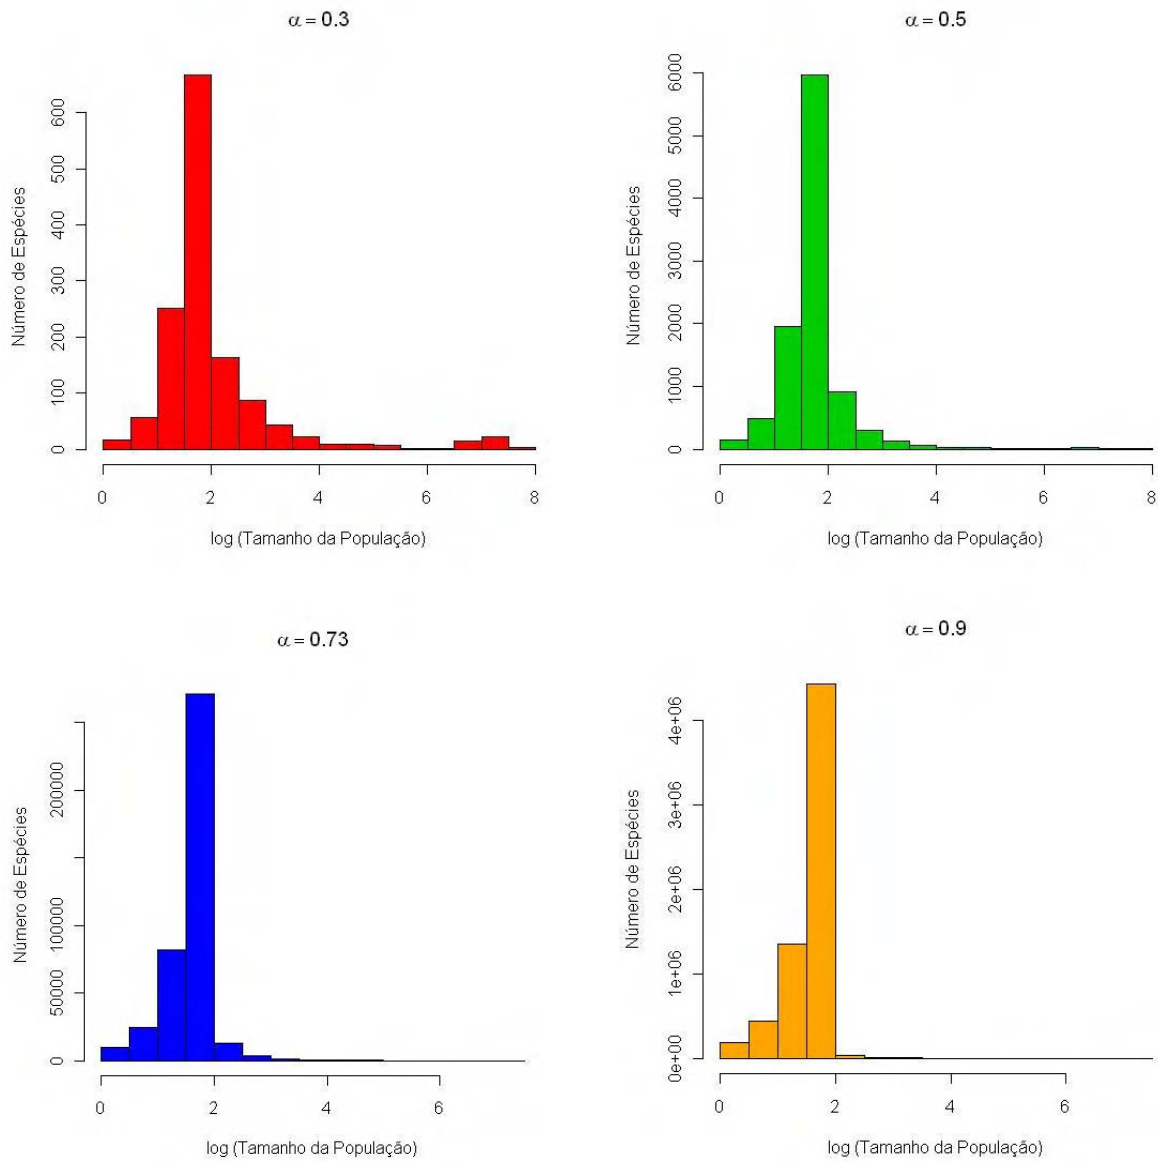 α = 0.3
600
500
400
300
200
100
0
Número de Espécies
0 2 4 6 8
log (Tamanho da População)
α = 0.5
6000
5000
4000
3000
2000
1000
0
Número de Espécies
0 2 4 6 8
log (Tamanho da População)
α = 0.73
200000
100000
50000
0
Número de Espécies
0 2 4 6
log (Tamanho da População)
α = 0.9
4e+06
3e+06
2e+06
1e+06
0e+00
Número de Espécies
0 2 4 6
log (Tamanho da População)